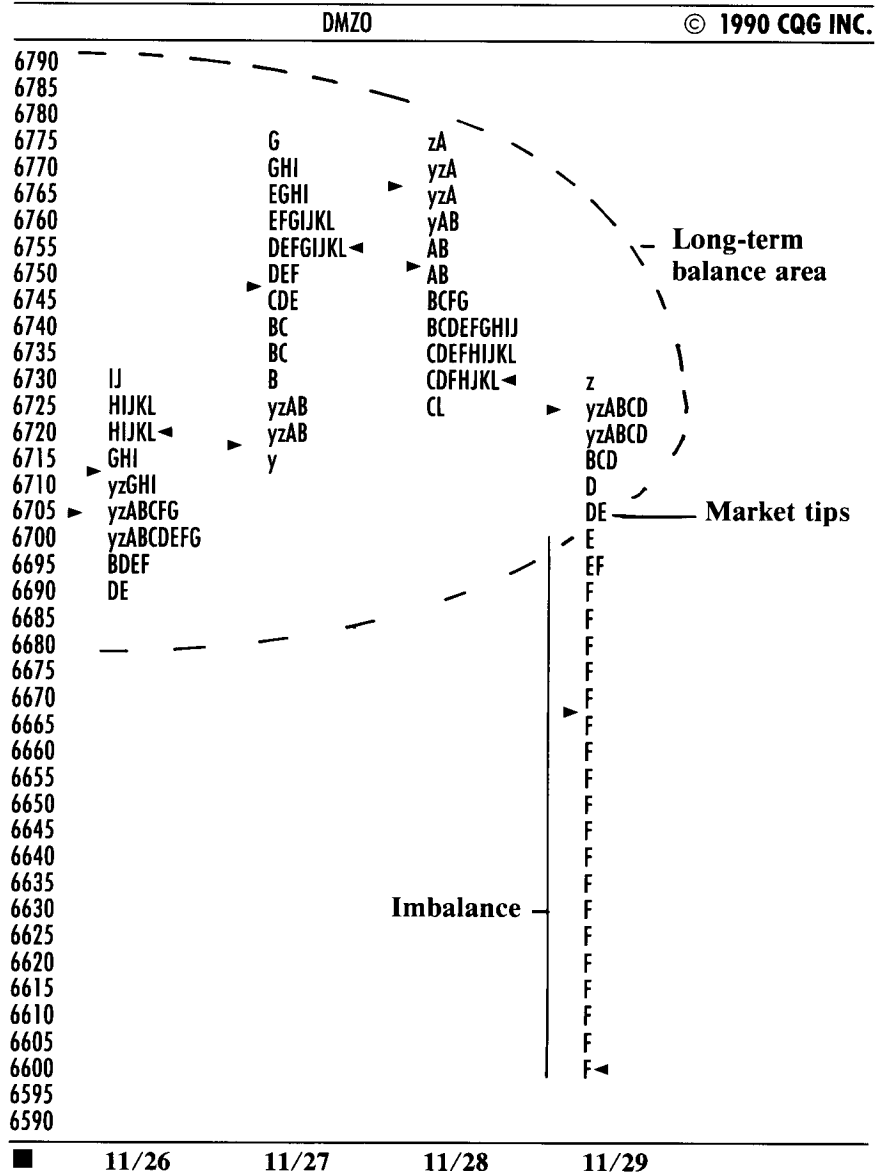 DMZ0 © 1990 CQG INC.
6790
6785
6780
6775 G zA
6770 GHI yzA
6765 EGHI yzA
6760 EFGIJKL yAB
6755 DEFGIJKL AB Long-term
6750 DEF AB balance area
6745 CDE BCFG
6740 BC BCDEFGHIJ
6735 BC CDEFHIJKL
6730 IJ B CDFHJKL z
6725 HIJKL yzAB CL yzABCD
6720 HIJKL yzAB yzABCD
6715 GHI y BCD
6710 yzGHI D
6705 yzABCFG DE Market tips
6700 yzABCDEFG E
6695 BDEF EF
6690 DE F
6685 F
6680 F
6675 F
6670 F
6665 F
6660 F
6655 F
6650 F
6645 F
6640 F
6635 F
6630 Imbalance F
6625 F
6620 F
6615 F
6610 F
6605 F
6600 F
6595
6590
11/26 11/27 11/28 11/29